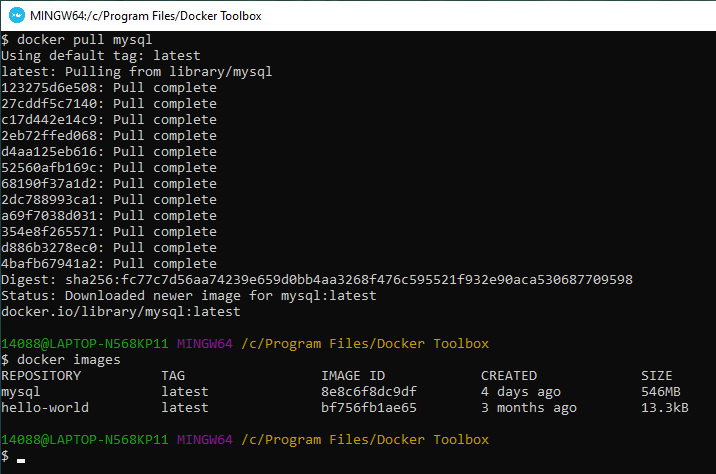 MINGW64:/c/Program Files/Docker Toolbox
$ docker pull mysql
Using default tag: latest
latest: Pulling from library/mysql
123275d6e508: Pull complete
27cddf5c7140: Pull complete
c17d442e14c9: Pull complete
2eb72ffed068: Pull complete
d4aa125eb616: Pull complete
52560afb169c: Pull complete
68190f37a1d2: Pull complete
2dc788993ca1: Pull complete
a69f7038d031: Pull complete
354e8f265571: Pull complete
d886b3278ec0: Pull complete
4bafb67941a2: Pull complete
Digest: sha256:fc77c7d56aa74239e659d0bb4aa3268f476c595521f932e90aca530687709598
Status: Downloaded newer image for mysql:latest
docker.io/library/mysql:latest
14088@LAPTOP-N568KP11 MINGW64 /c/Program Files/Docker Toolbox
$ docker images
REPOSITORY TAG IMAGE ID CREATED SIZE
mysql latest 8e8c6f8dc9df 4 days ago 546MB
hello-world latest bf756fb1ae65 3 months ago 13.3kB
14088@LAPTOP-N568KP11 MINGW64 /c/Program Files/Docker Toolbox
$